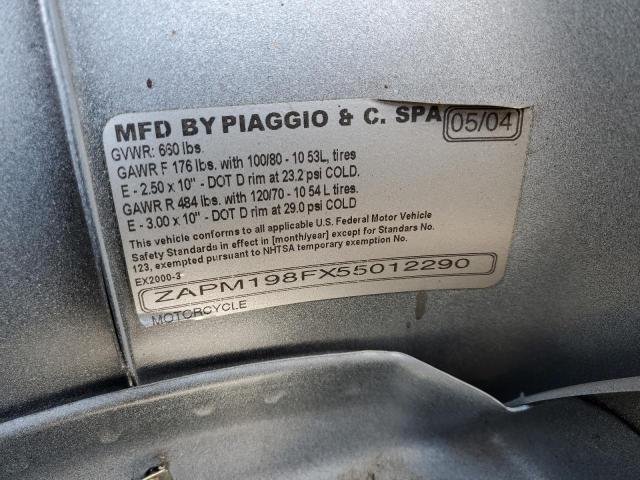 MFD BY PIAGGIO & C. SPA 05/04
GVWR: 660 lbs.
GAWR F 176 lbs. with 100/80 - 10 53L, tires
E - 2.50 x 10" - DOT D rim at 23.2 psi COLD.
GAWR R 484 lbs. with 120/70 - 10 54 L tires.
E - 3.00 x 10" - DOT D rim at 29.0 psi COLD
This vehicle conforms to all applicable U.S. Federal Motor Vehicle
Safety Standards in effect in [month/year] except for Standars No.
123, exempted pursuant to NHTSA temporary exemption No.
EX2000-3
ZAPM198FX55012290
MOTORCYCLE